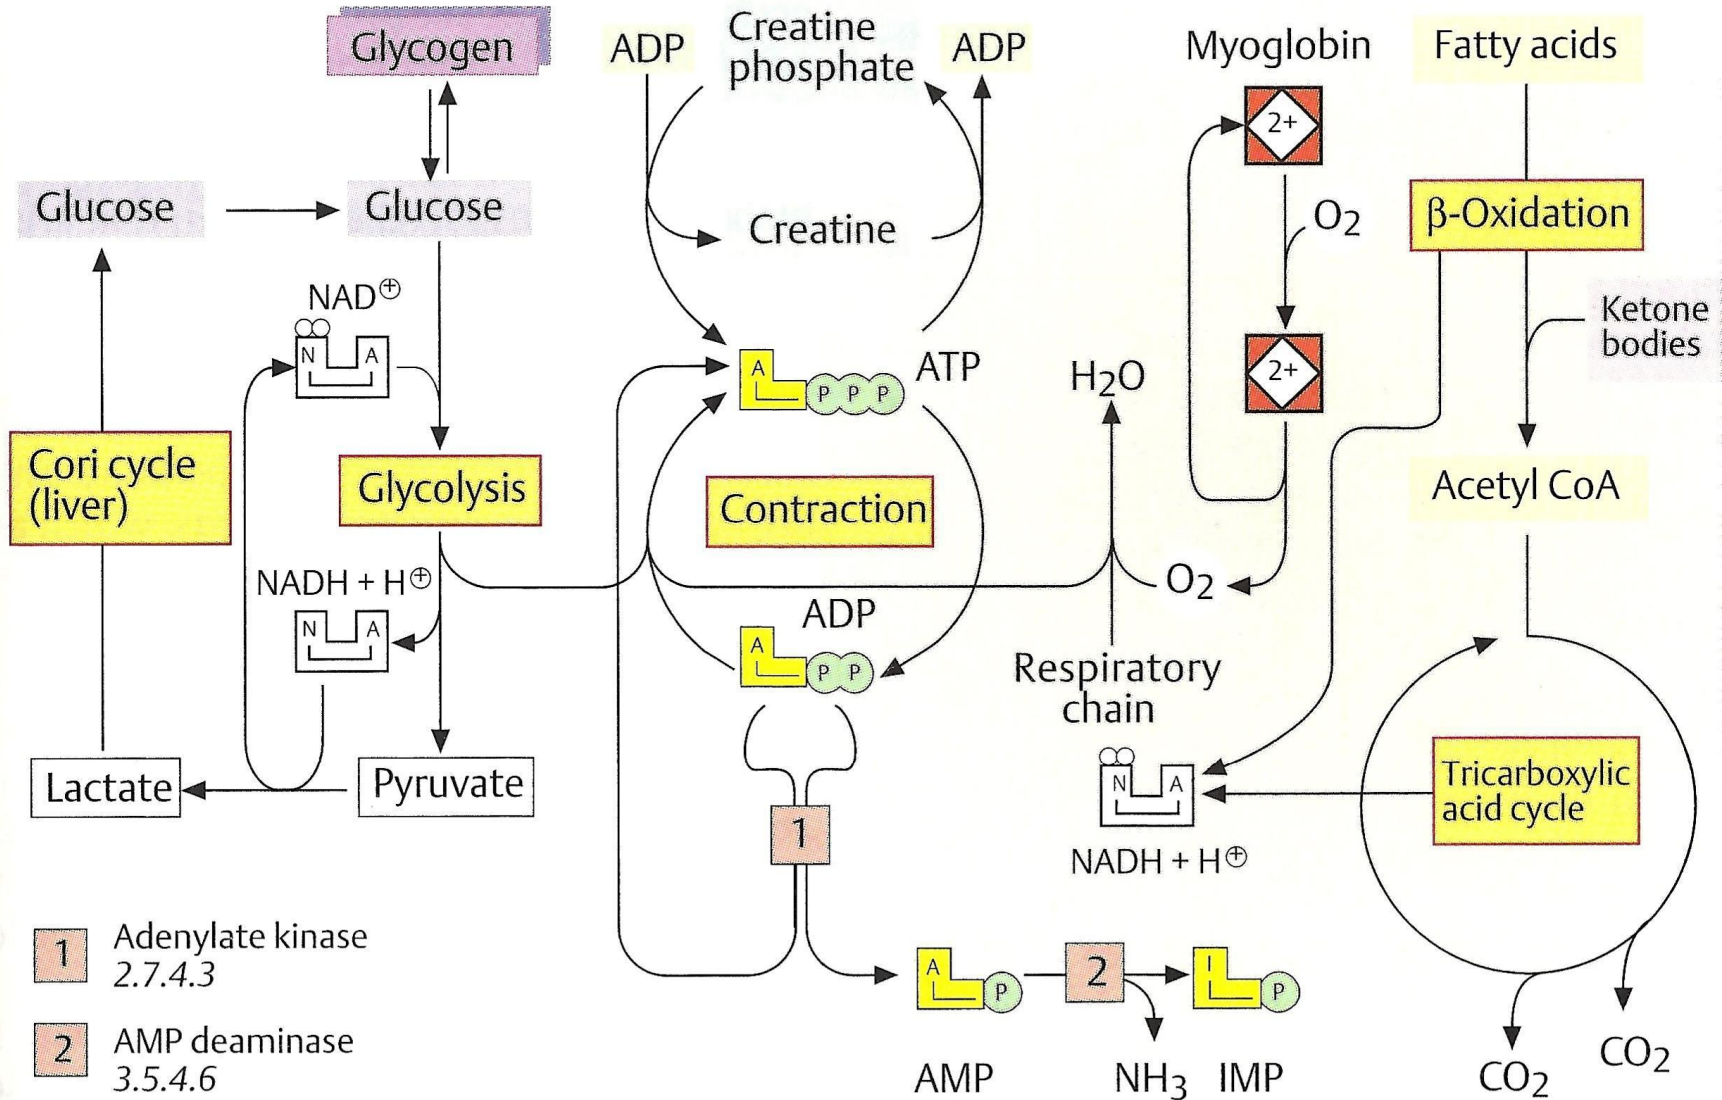 Glycogen
ADP
Creatine
phosphate
ADP
Myoglobin
Fatty acids
2+
Glucose
Glucose
Creatine
O2
β-Oxidation
NAD⊕
N A
Ketone
bodies
A
P P P
ATP
H2O
2+
Cori cycle
(liver)
Glycolysis
Contraction
Acetyl CoA
NADH + H⊕
N A
ADP
A
P P
O2
Respiratory
chain
Lactate
Pyruvate
N A
NADH + H⊕
Tricarboxylic
acid cycle
1
1 Adenylate kinase
2.7.4.3
2 AMP deaminase
3.5.4.6
A
P
2
I
P
AMP
NH3
IMP
CO2
CO2